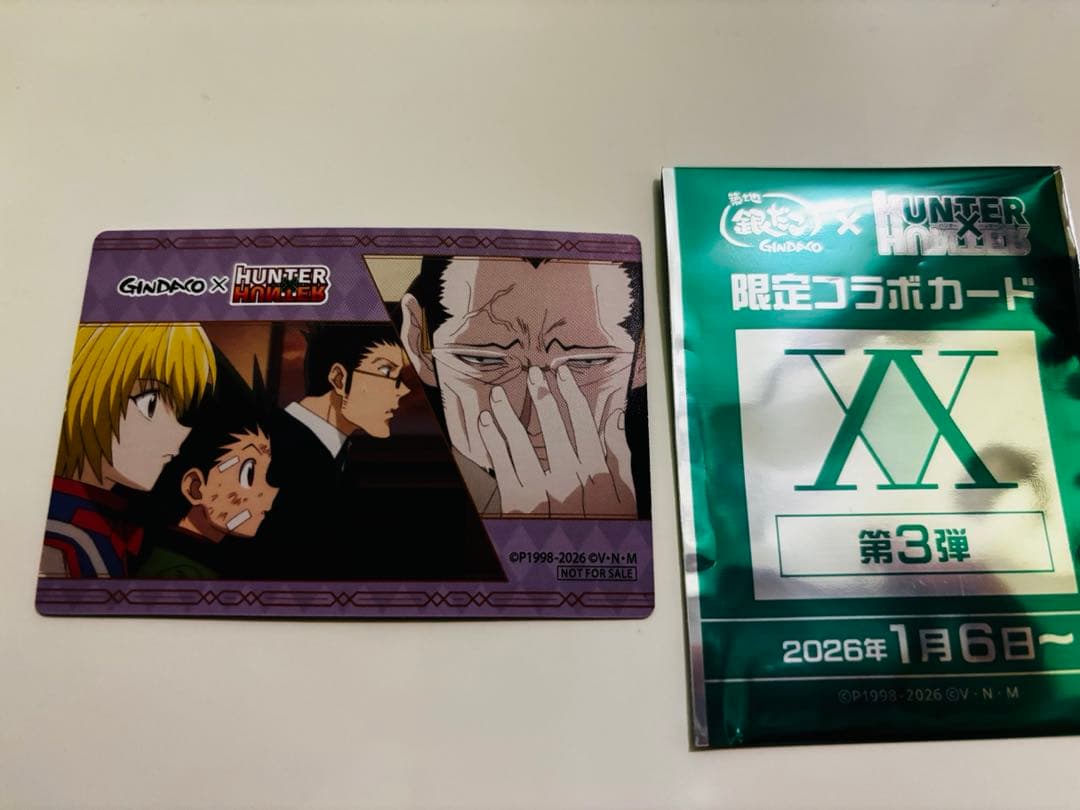 GINDACO × HUNTER×HUNTER
©P1998-2026 ©V・N・M
NOT FOR SALE
築地
銀だこ
GINDACO
×
HUNTER×HUNTER
限定コラボカード
第3弾
2026年1月6日～
©P1998-2026 ©V・N・M